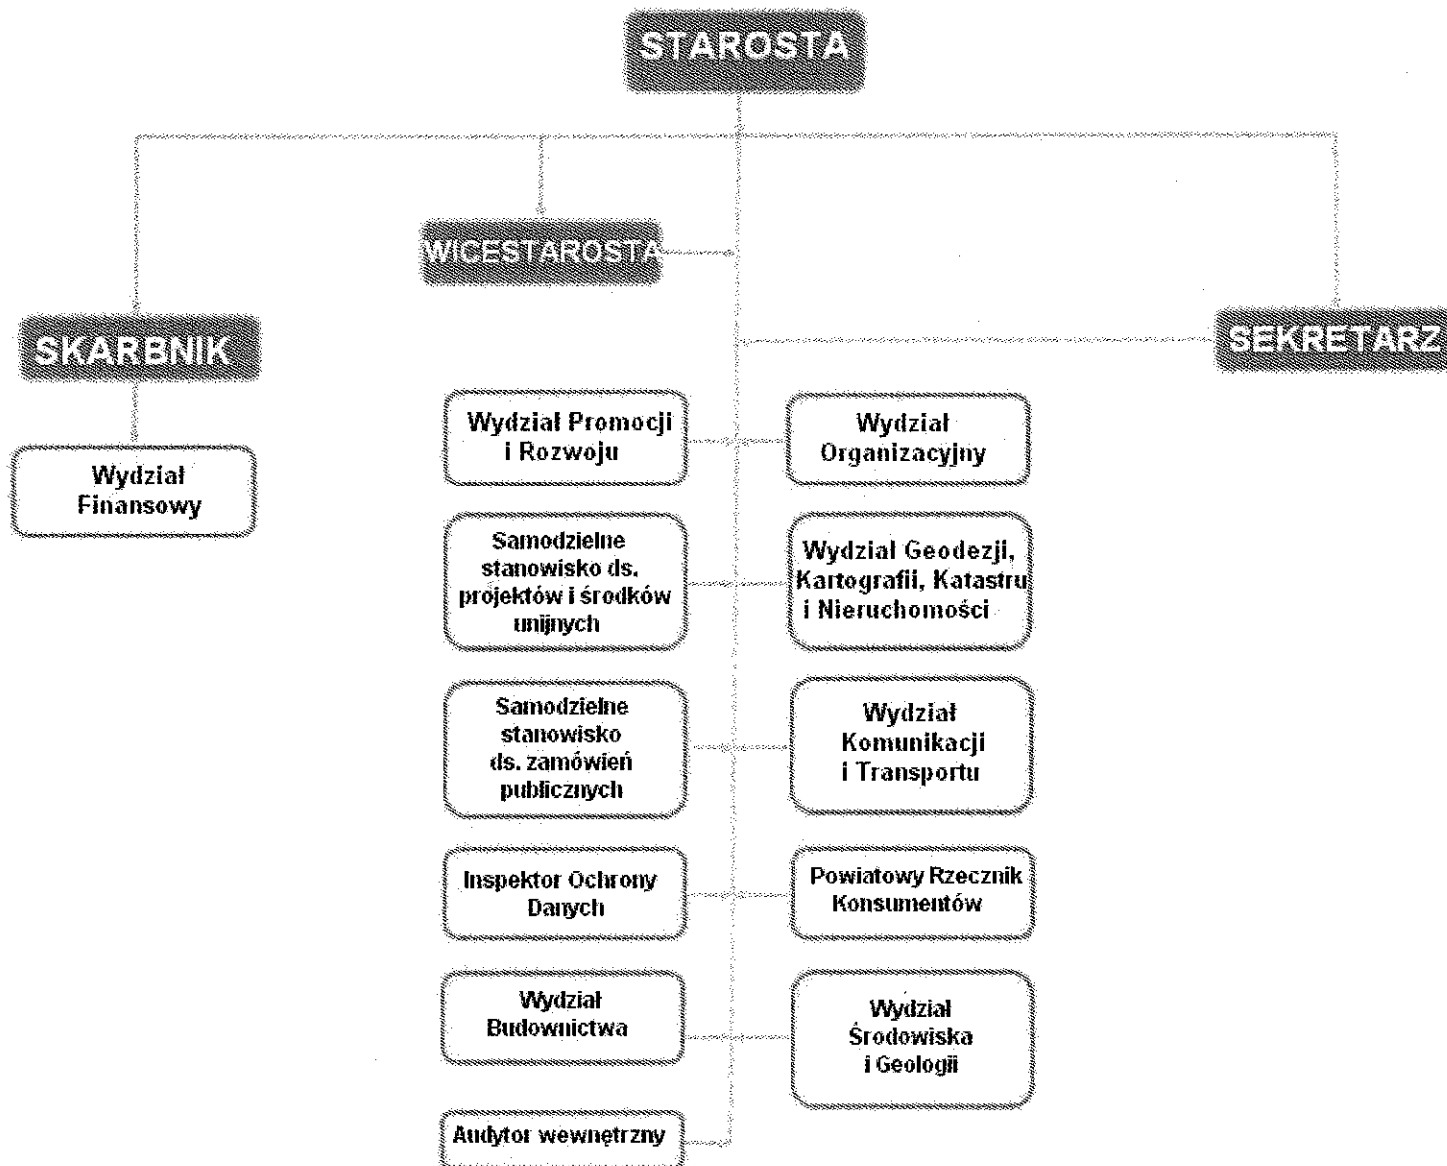 STAROSTA
WICESTAROSTA
SKARBNIK
SEKRETARZ
Wydział
Finansowy
Wydział Promocji
i Rozwoju
Wydział
Organizacyjny
Samodzielne
stanowisko ds.
projektów i środków
unijnych
Wydział Geodezji,
Kartografii, Katastru
i Nieruchomości
Samodzielne
stanowisko
ds. zamówień
publicznych
Wydział
Komunikacji
i Transportu
Inspektor Ochrony
Danych
Powiatowy Rzecznik
Konsumentów
Wydział
Budownictwa
Wydział
Środowiska
i Geologii
Audytor wewnętrzny